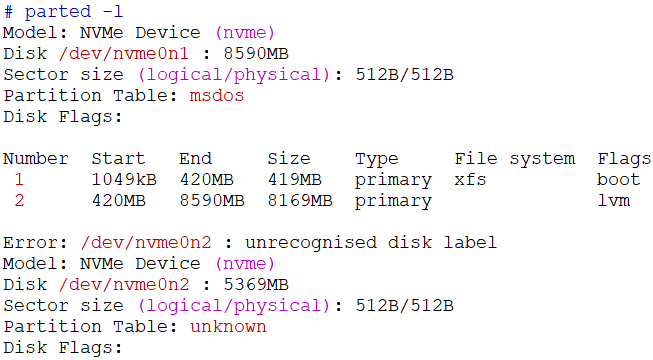 # parted -l
Model: NVMe Device (nvme)
Disk /dev/nvme0n1 : 8590MB
Sector size (logical/physical): 512B/512B
Partition Table: msdos
Disk Flags:
Number Start End Size Type File system Flags
1 1049kB 420MB 419MB primary xfs boot
2 420MB 8590MB 8169MB primary lvm
Error: /dev/nvme0n2 : unrecognised disk label
Model: NVMe Device (nvme)
Disk /dev/nvme0n2 : 5369MB
Sector size (logical/physical): 512B/512B
Partition Table: unknown
Disk Flags: